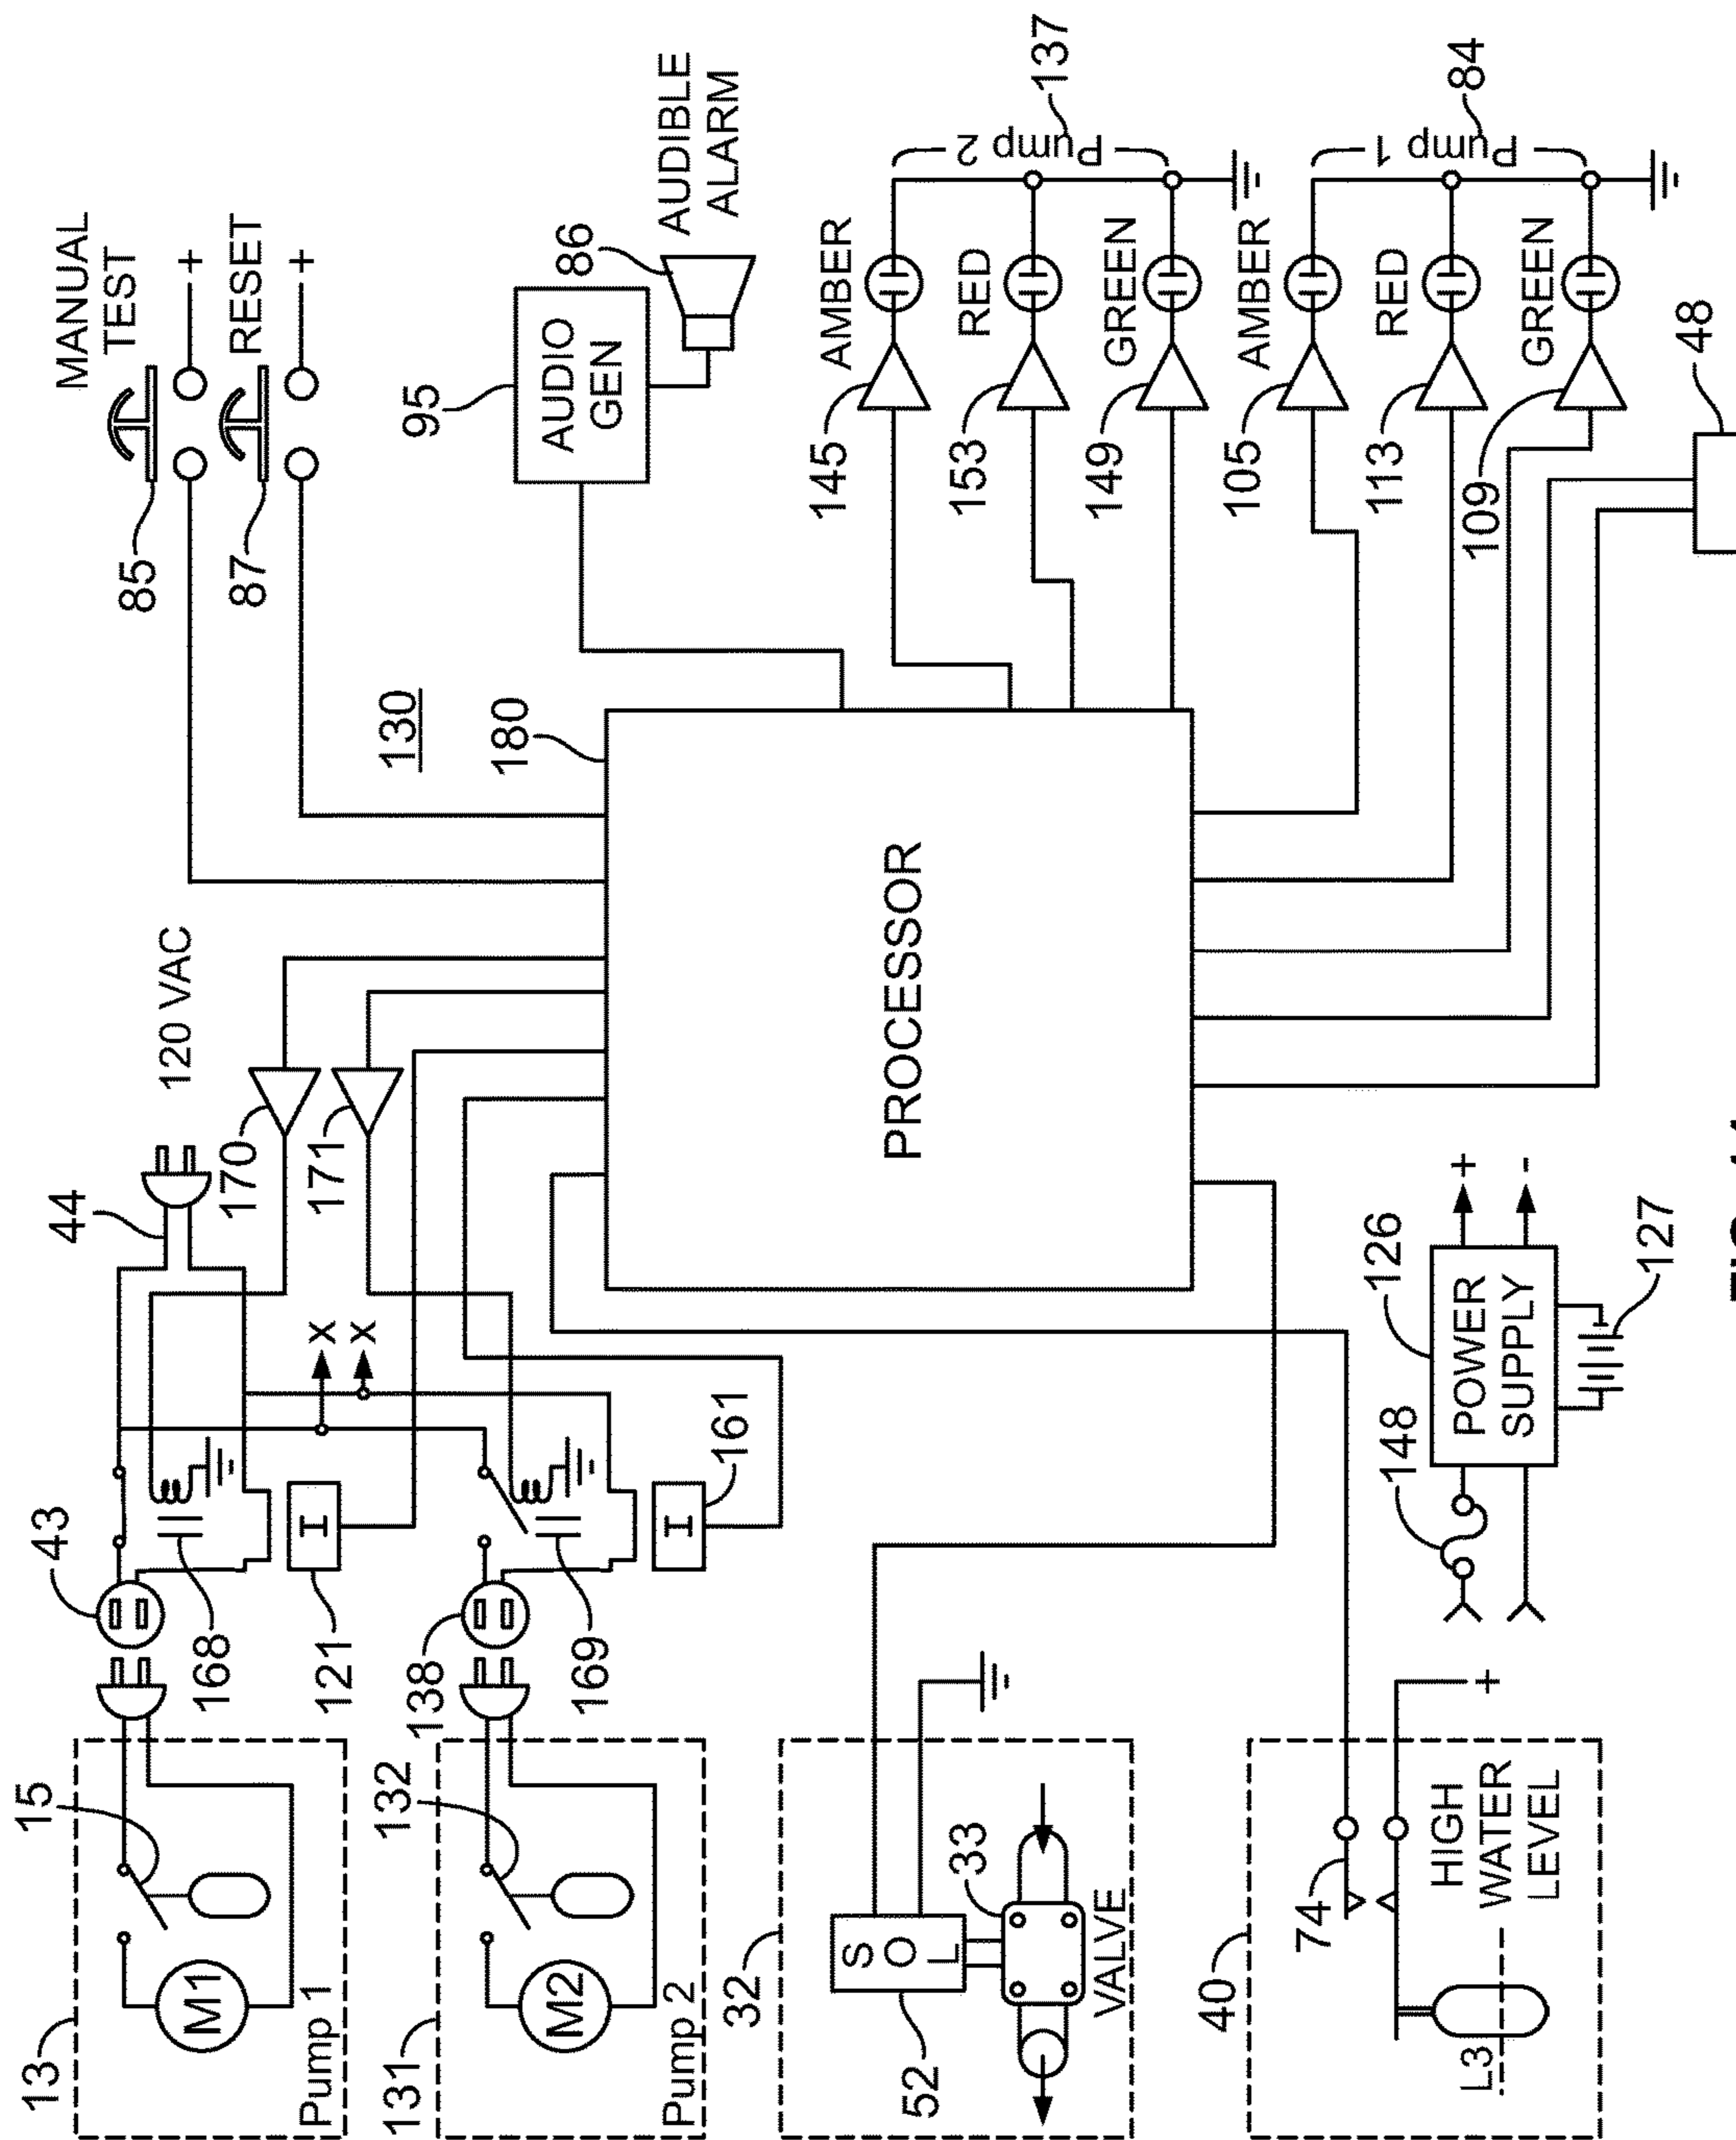 MANUAL
TEST
85
+
RESET
87
+
130
180
95
AUDIO
GEN
86
AUDIBLE
ALARM
120 VAC
44
170
171
X
X
43
168
121
I
13
15
M1
Pump 1
131
132
M2
Pump 2
138
169
161
I
PROCESSOR
145
AMBER
153
RED
149
GREEN
Pump 2
137
105
AMBER
113
RED
109
GREEN
Pump 1
84
48
32
52
SOL
33
VALVE
40
74
HIGH
WATER
LEVEL
L3
+
148
126
POWER
SUPPLY
+
-
127